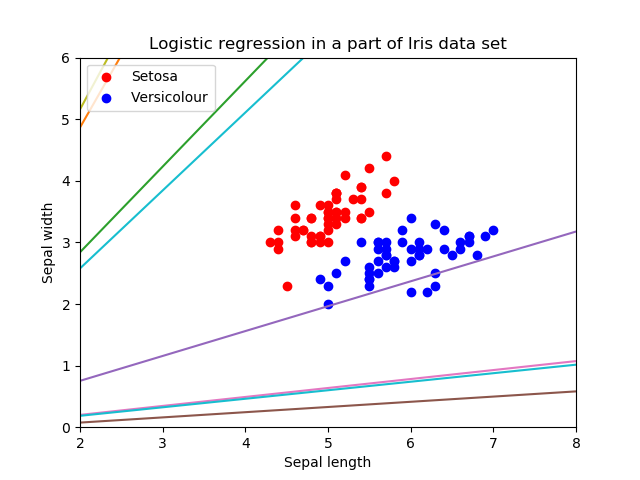 Logistic regression in a part of Iris data set
Setosa
Versicolour
Sepal width
6
5
4
3
2
1
0
2 3 4 5 6 7 8
Sepal length